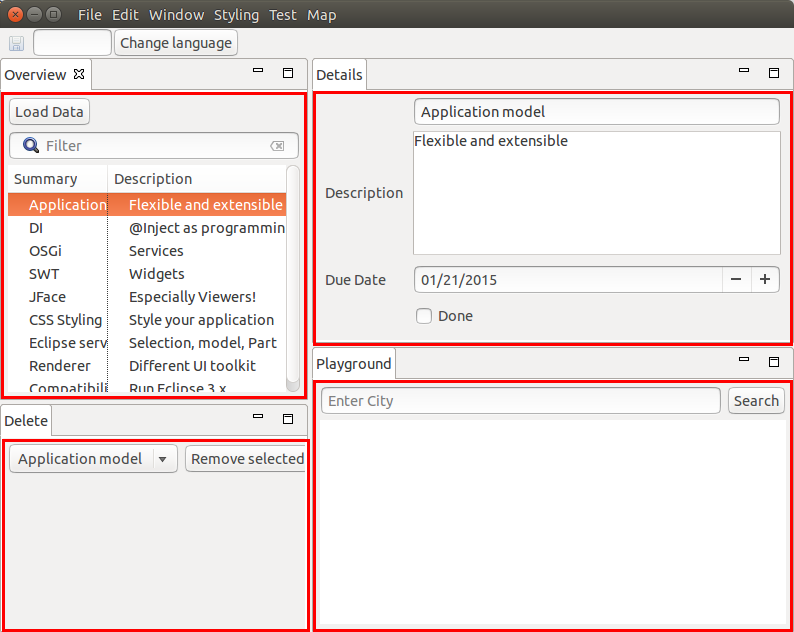 File Edit Window Styling Test Map
Change language
Overview
Load Data
Filter
Summary Description
Application Flexible and extensible
DI @Inject as programmin
OSGi Services
SWT Widgets
JFace Especially Viewers!
CSS Styling Style your application
Eclipse serv Selection, model, Part
Renderer Different UI toolkit
Compatibili Run Eclipse 3.x
Delete
Application model Remove selected
Details
Application model
Description Flexible and extensible
Due Date 01/21/2015 − +
Done
Playground
Enter City Search